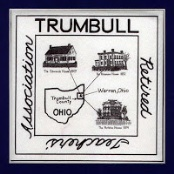 TRUMBULL
Retired
Teachers
Association
Trumbull
County
OHIO
Warren, Ohio